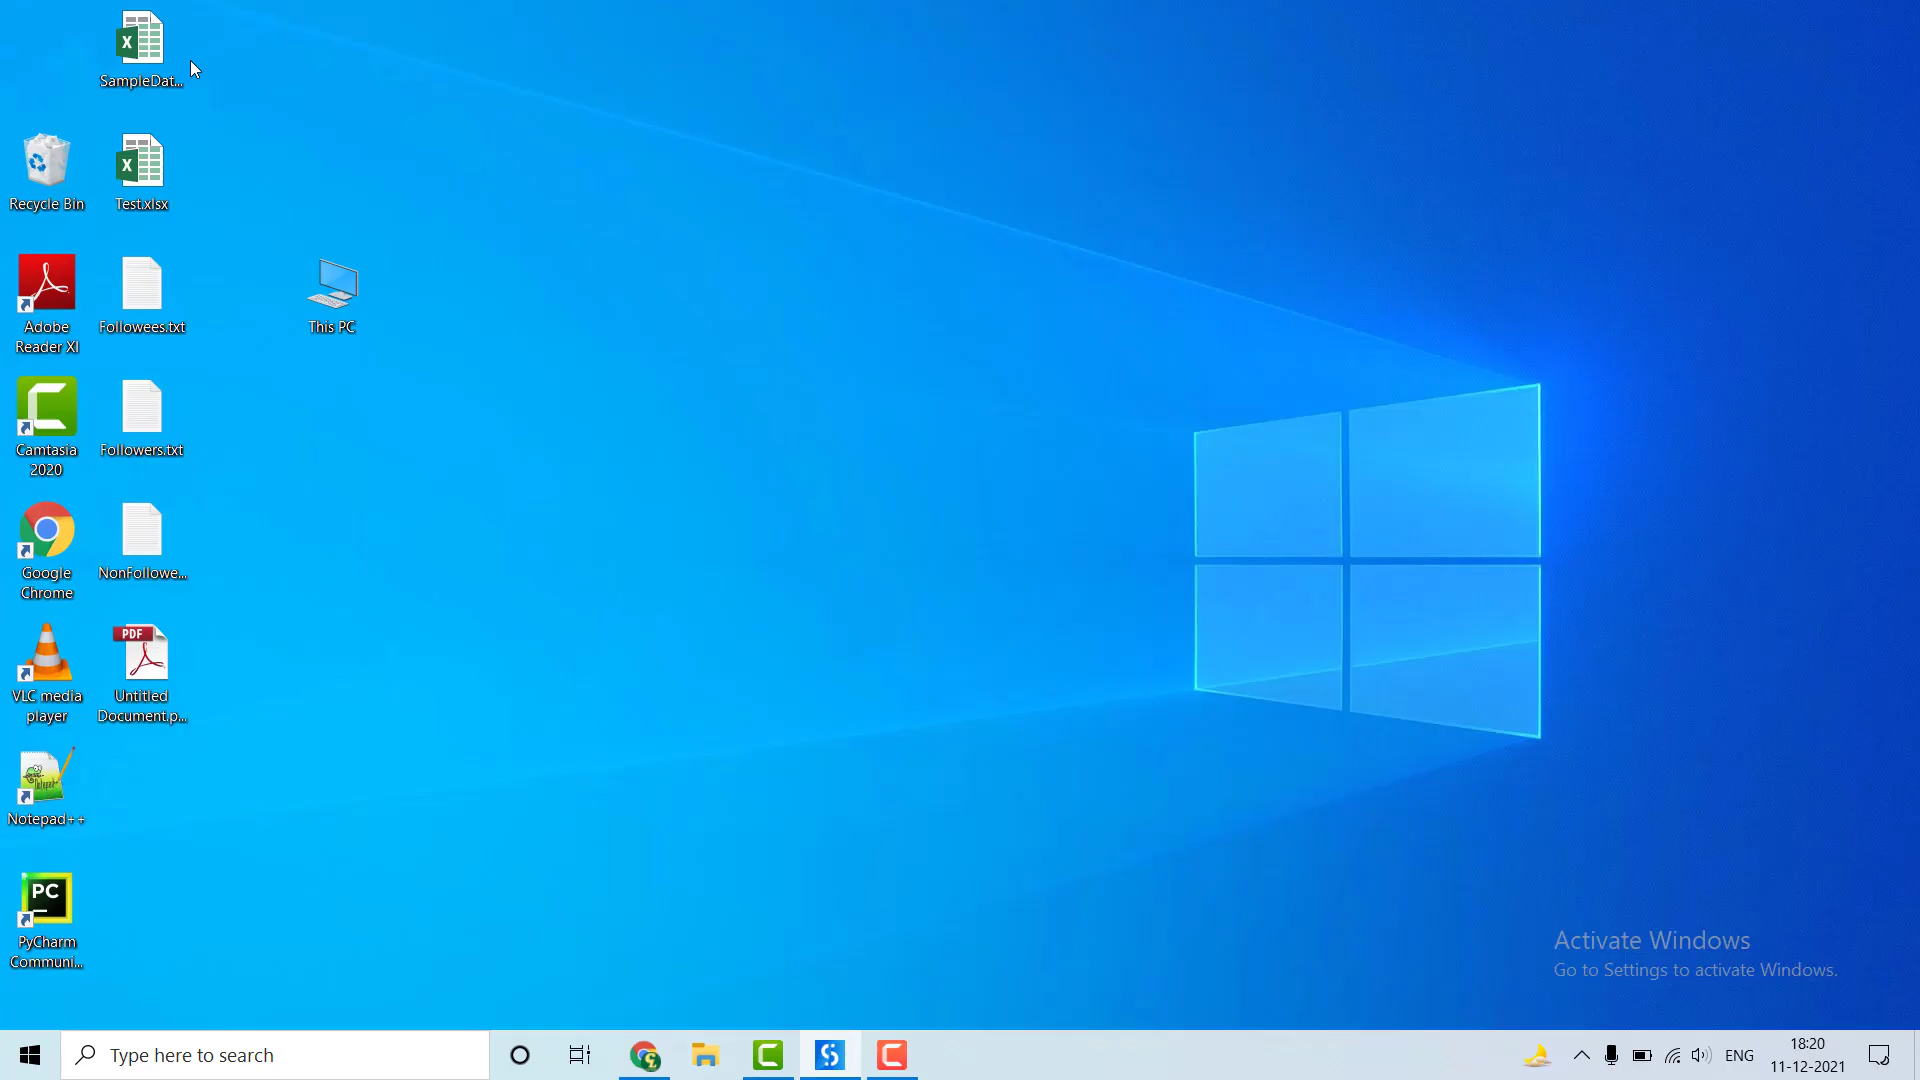 SampleDat...
Recycle Bin
Test.xlsx
Adobe
Reader XI
Followees.txt
This PC
Camtasia
2020
Followers.txt
Google
Chrome
NonFollowe...
PDF
VLC media
player
Untitled
Document.p...
Notepad++
PC
PyCharm
Communi...
Activate Windows
Go to Settings to activate Windows.
Type here to search
ENG
18:20
11-12-2021